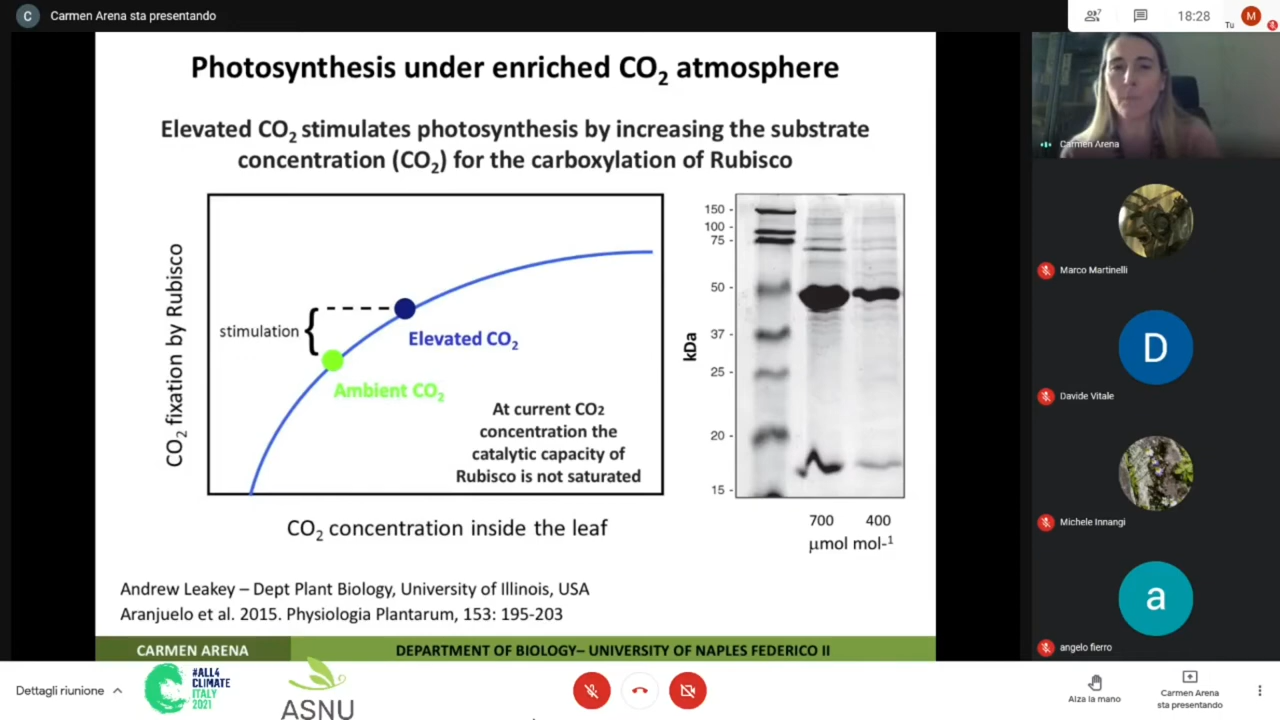 C
Carmen Arena sta presentando
7
18:28
Tu
M
Photosynthesis under enriched CO2 atmosphere
Elevated CO2 stimulates photosynthesis by increasing the substrate
concentration (CO2) for the carboxylation of Rubisco
CO2 fixation by Rubisco
stimulation
Elevated CO2
Ambient CO2
At current CO2
concentration the
catalytic capacity of
Rubisco is not saturated
CO2 concentration inside the leaf
kDa
150 -
100 -
75 -
50 -
37 -
25 -
20 -
15 -
700 400
μmol mol-1
Andrew Leakey – Dept Plant Biology, University of Illinois, USA
Aranjuelo et al. 2015. Physiologia Plantarum, 153: 195-203
CARMEN ARENA
DEPARTMENT OF BIOLOGY– UNIVERSITY OF NAPLES FEDERICO II
Carmen Arena
Marco Martinelli
D
Davide Vitale
Michele Innangi
a
angelo fierro
Dettagli riunione
#ALL4
CLIMATE
ITALY
2021
ASNU
Alza la mano
Carmen Arena
sta presentando